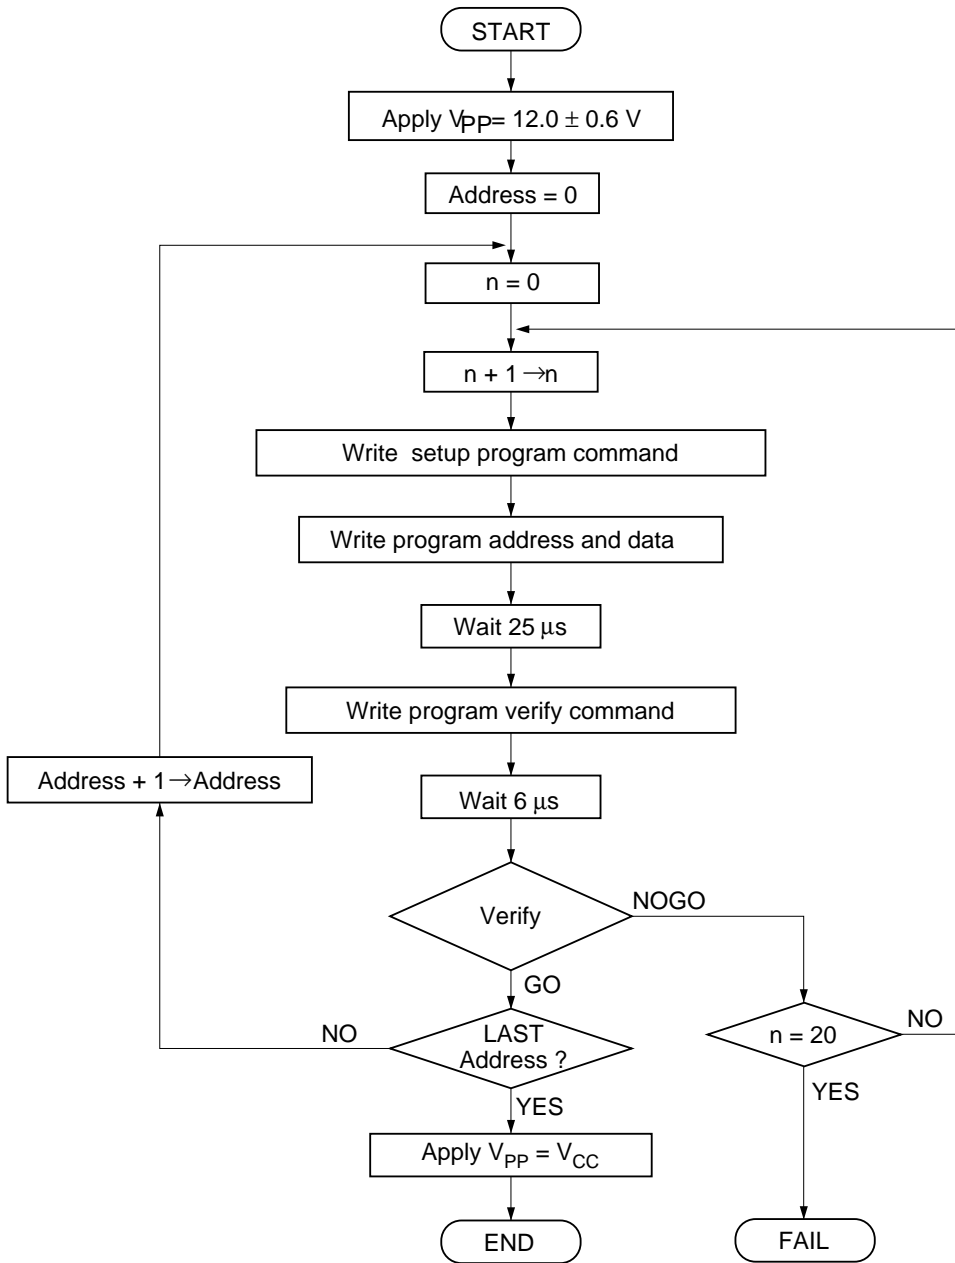 START
Apply VPP= 12.0 ± 0.6 V
Address = 0
n = 0
n + 1 →n
Write setup program command
Write program address and data
Wait 25 µs
Write program verify command
Address + 1→Address
Wait 6 µs
Verify
NOGO
GO
NO
LAST
Address ?
n = 20
NO
YES
YES
Apply VPP = VCC
END
FAIL